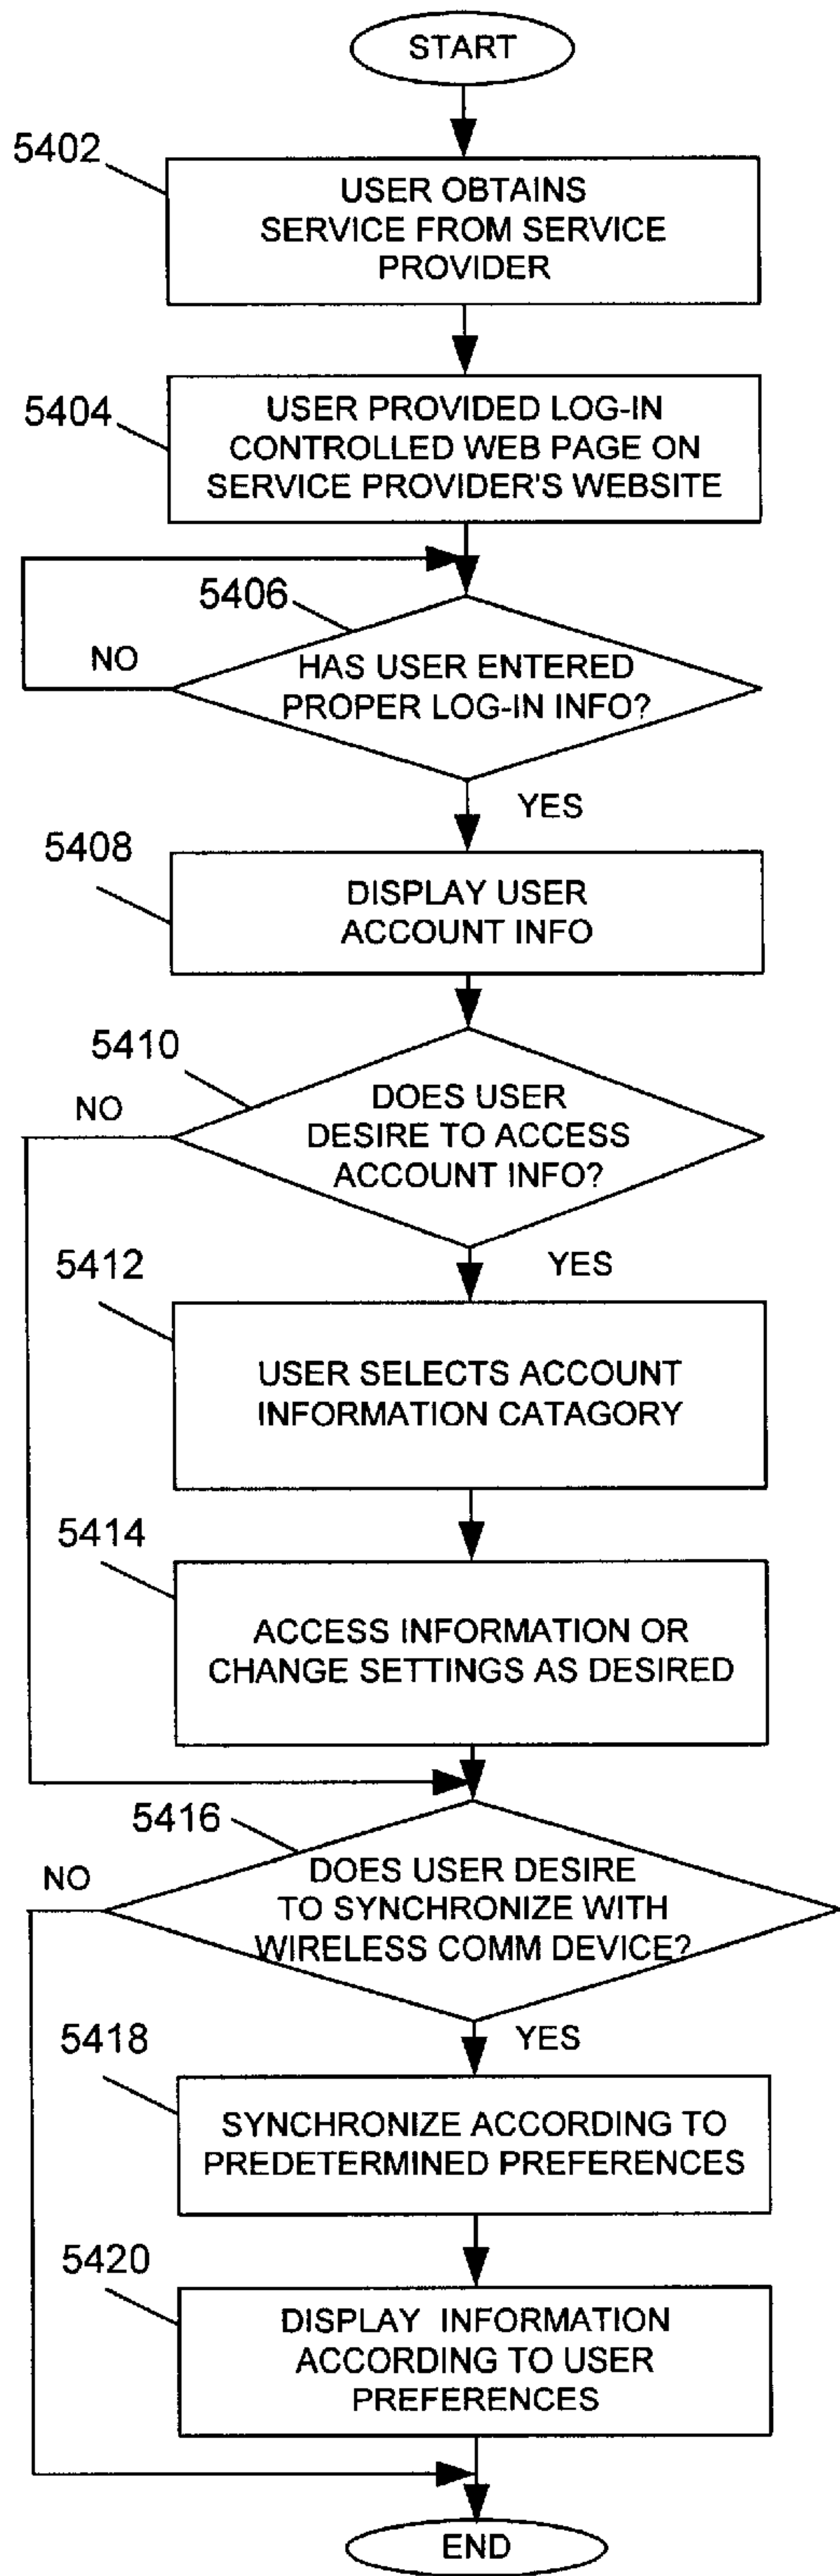 START
5402
USER OBTAINS
SERVICE FROM SERVICE
PROVIDER
5404
USER PROVIDED LOG-IN
CONTROLLED WEB PAGE ON
SERVICE PROVIDER'S WEBSITE
5406
NO
HAS USER ENTERED
PROPER LOG-IN INFO?
YES
5408
DISPLAY USER
ACCOUNT INFO
5410
NO
DOES USER
DESIRE TO ACCESS
ACCOUNT INFO?
YES
5412
USER SELECTS ACCOUNT
INFORMATION CATAGORY
5414
ACCESS INFORMATION OR
CHANGE SETTINGS AS DESIRED
5416
NO
DOES USER DESIRE
TO SYNCHRONIZE WITH
WIRELESS COMM DEVICE?
YES
5418
SYNCHRONIZE ACCORDING TO
PREDETERMINED PREFERENCES
5420
DISPLAY INFORMATION
ACCORDING TO USER
PREFERENCES
END